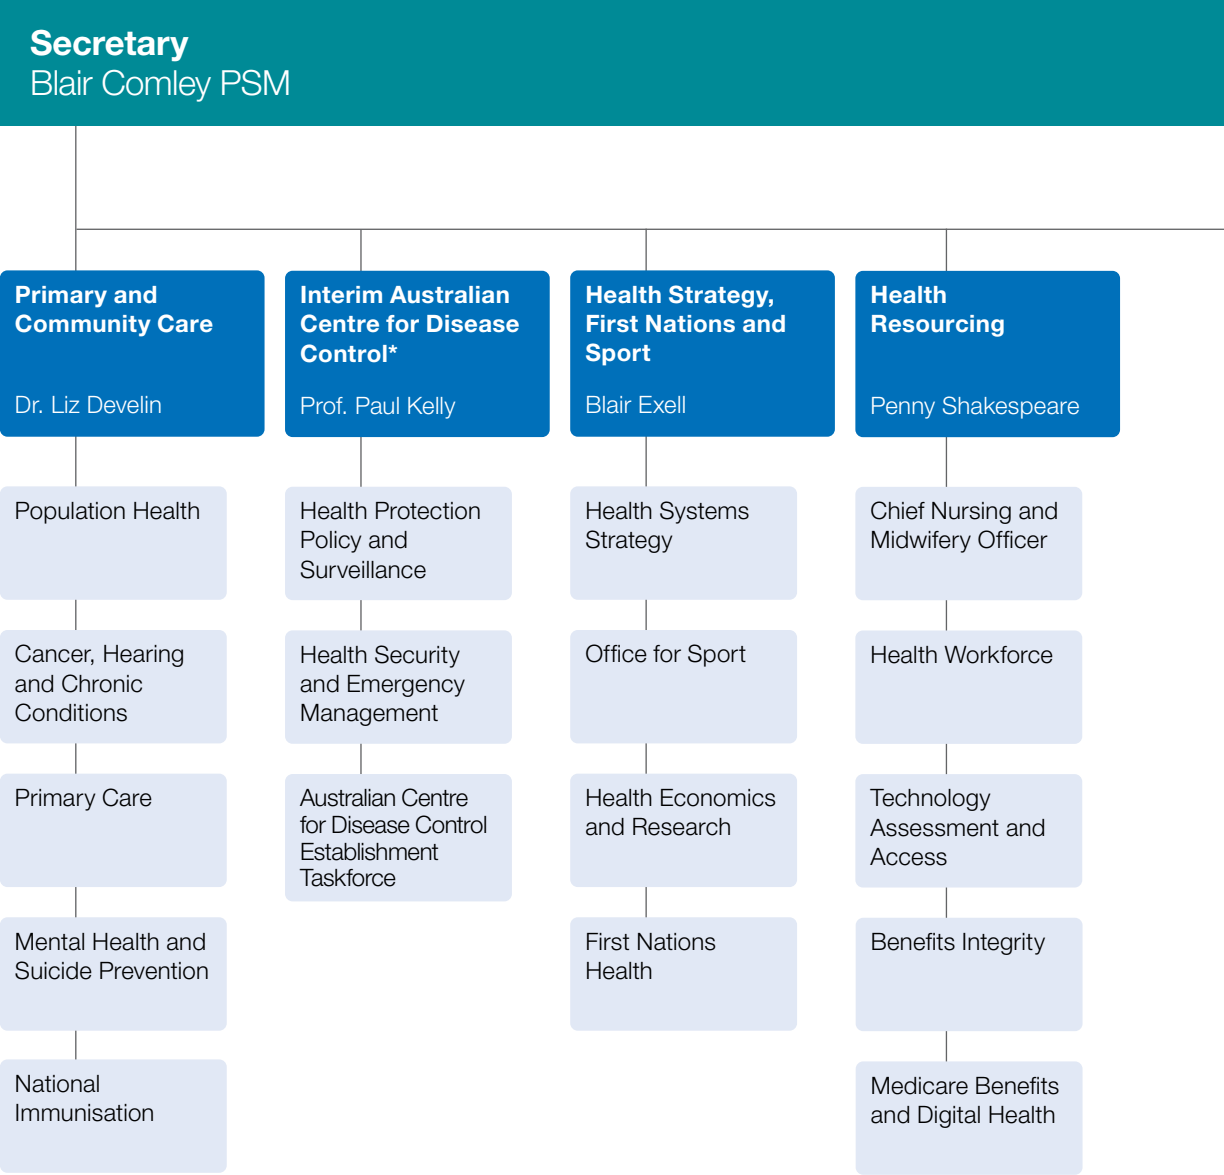 Secretary
Blair Comley PSM
Primary and
Community Care
Dr. Liz Develin
Population Health
Cancer, Hearing
and Chronic
Conditions
Primary Care
Mental Health and
Suicide Prevention
National
Immunisation
Interim Australian
Centre for Disease
Control*
Prof. Paul Kelly
Health Protection
Policy and
Surveillance
Health Security
and Emergency
Management
Australian Centre
for Disease Control
Establishment
Taskforce
Health Strategy,
First Nations and
Sport
Blair Exell
Health Systems
Strategy
Office for Sport
Health Economics
and Research
First Nations
Health
Health
Resourcing
Penny Shakespeare
Chief Nursing and
Midwifery Officer
Health Workforce
Technology
Assessment and
Access
Benefits Integrity
Medicare Benefits
and Digital Health